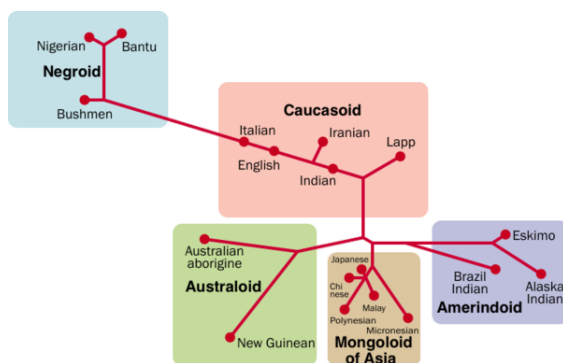 Nigerian
Bantu
Negroid
Bushmen
Caucasoid
Italian
Iranian
Lapp
English
Indian
Australian
aborigine
Australoid
New Guinean
Japanese
Chi
nese
Malay
Polynesian
Micronesian
Mongoloid
of Asia
Eskimo
Brazil
Indian
Alaska
Indian
Amerindoid